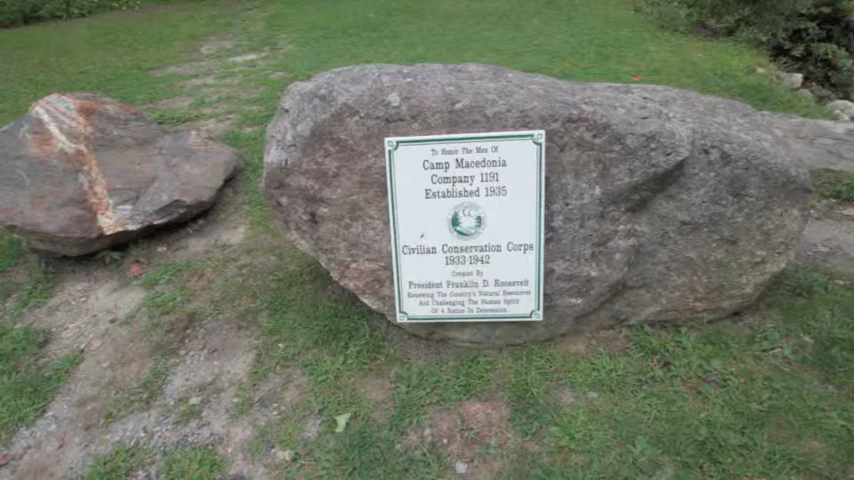 To Honor The Men Of
Camp Macedonia
Company 1191
Established 1935
Civilian Conservation Corps
1933-1942
Created By
President Franklin D. Roosevelt
Renewing The Country's Natural Resources
And Challenging The Human Spirit
Of A Nation In Depression.